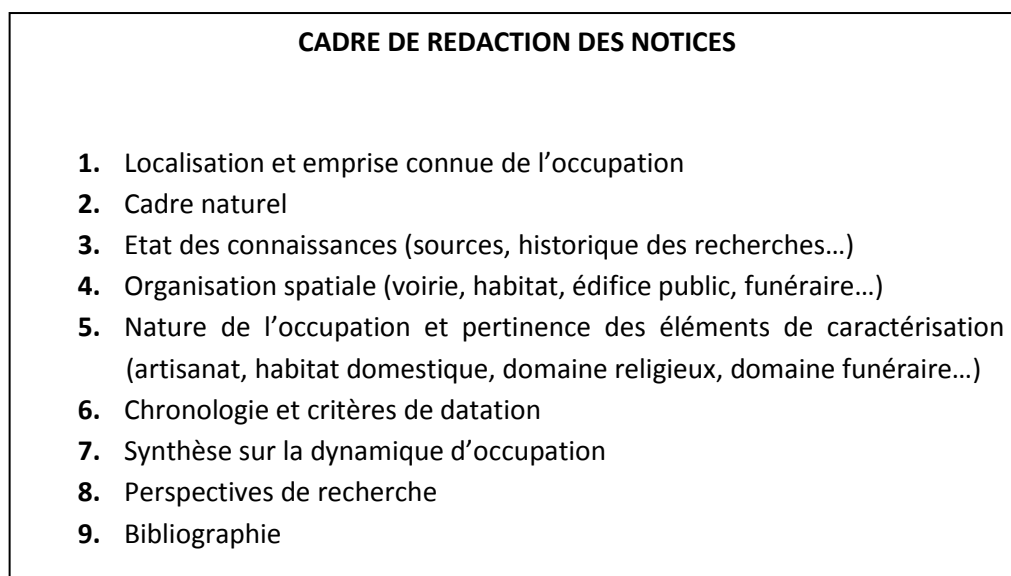 CADRE DE REDACTION DES NOTICES
1. Localisation et emprise connue de l’occupation
2. Cadre naturel
3. Etat des connaissances (sources, historique des recherches…)
4. Organisation spatiale (voirie, habitat, édifice public, funéraire…)
5. Nature de l’occupation et pertinence des éléments de caractérisation
(artisanat, habitat domestique, domaine religieux, domaine funéraire…)
6. Chronologie et critères de datation
7. Synthèse sur la dynamique d’occupation
8. Perspectives de recherche
9. Bibliographie